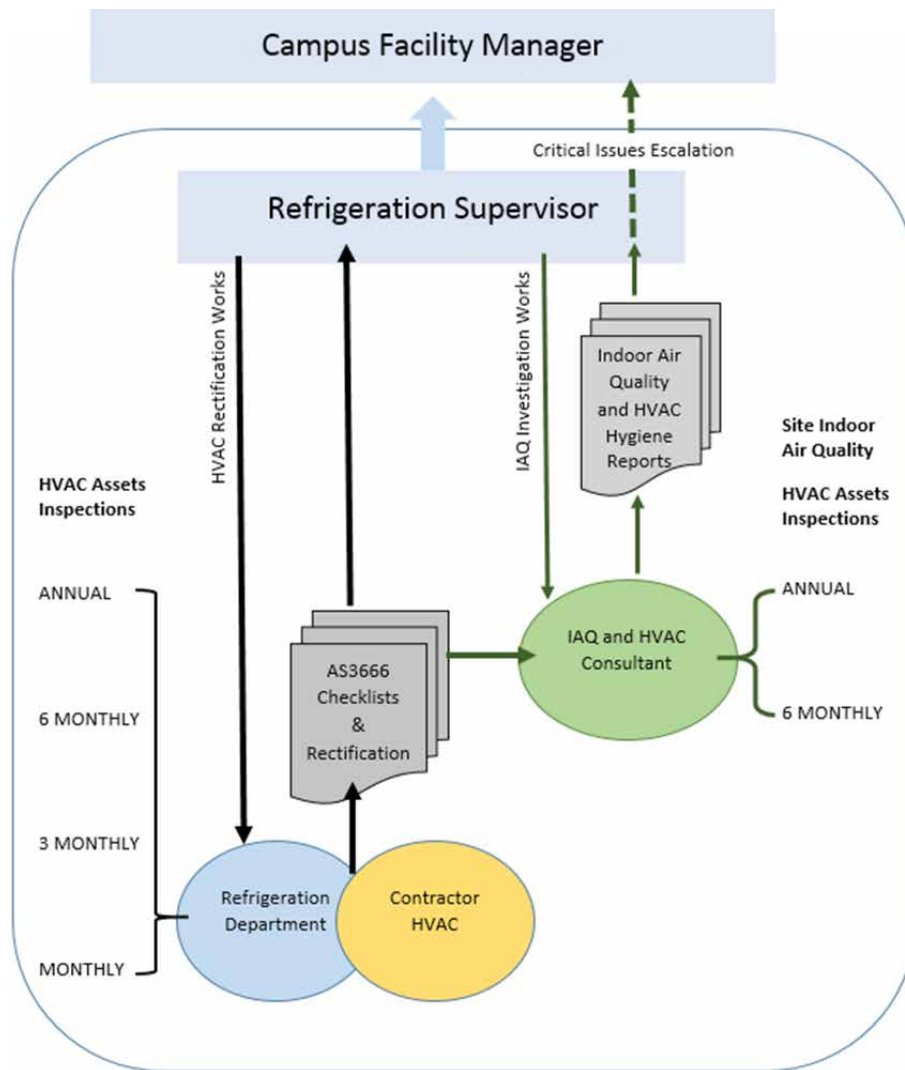 Campus Facility Manager
Critical Issues Escalation
Refrigeration Supervisor
HVAC Rectification Works
IAQ Investigation Works
Indoor Air
Quality
and HVAC
Hygiene
Reports
Site Indoor
Air Quality
HVAC Assets
Inspections
HVAC Assets
Inspections
ANNUAL
6 MONTHLY
3 MONTHLY
MONTHLY
AS3666
Checklists
&
Rectification
IAQ and HVAC
Consultant
ANNUAL
6 MONTHLY
Refrigeration
Department
Contractor
HVAC